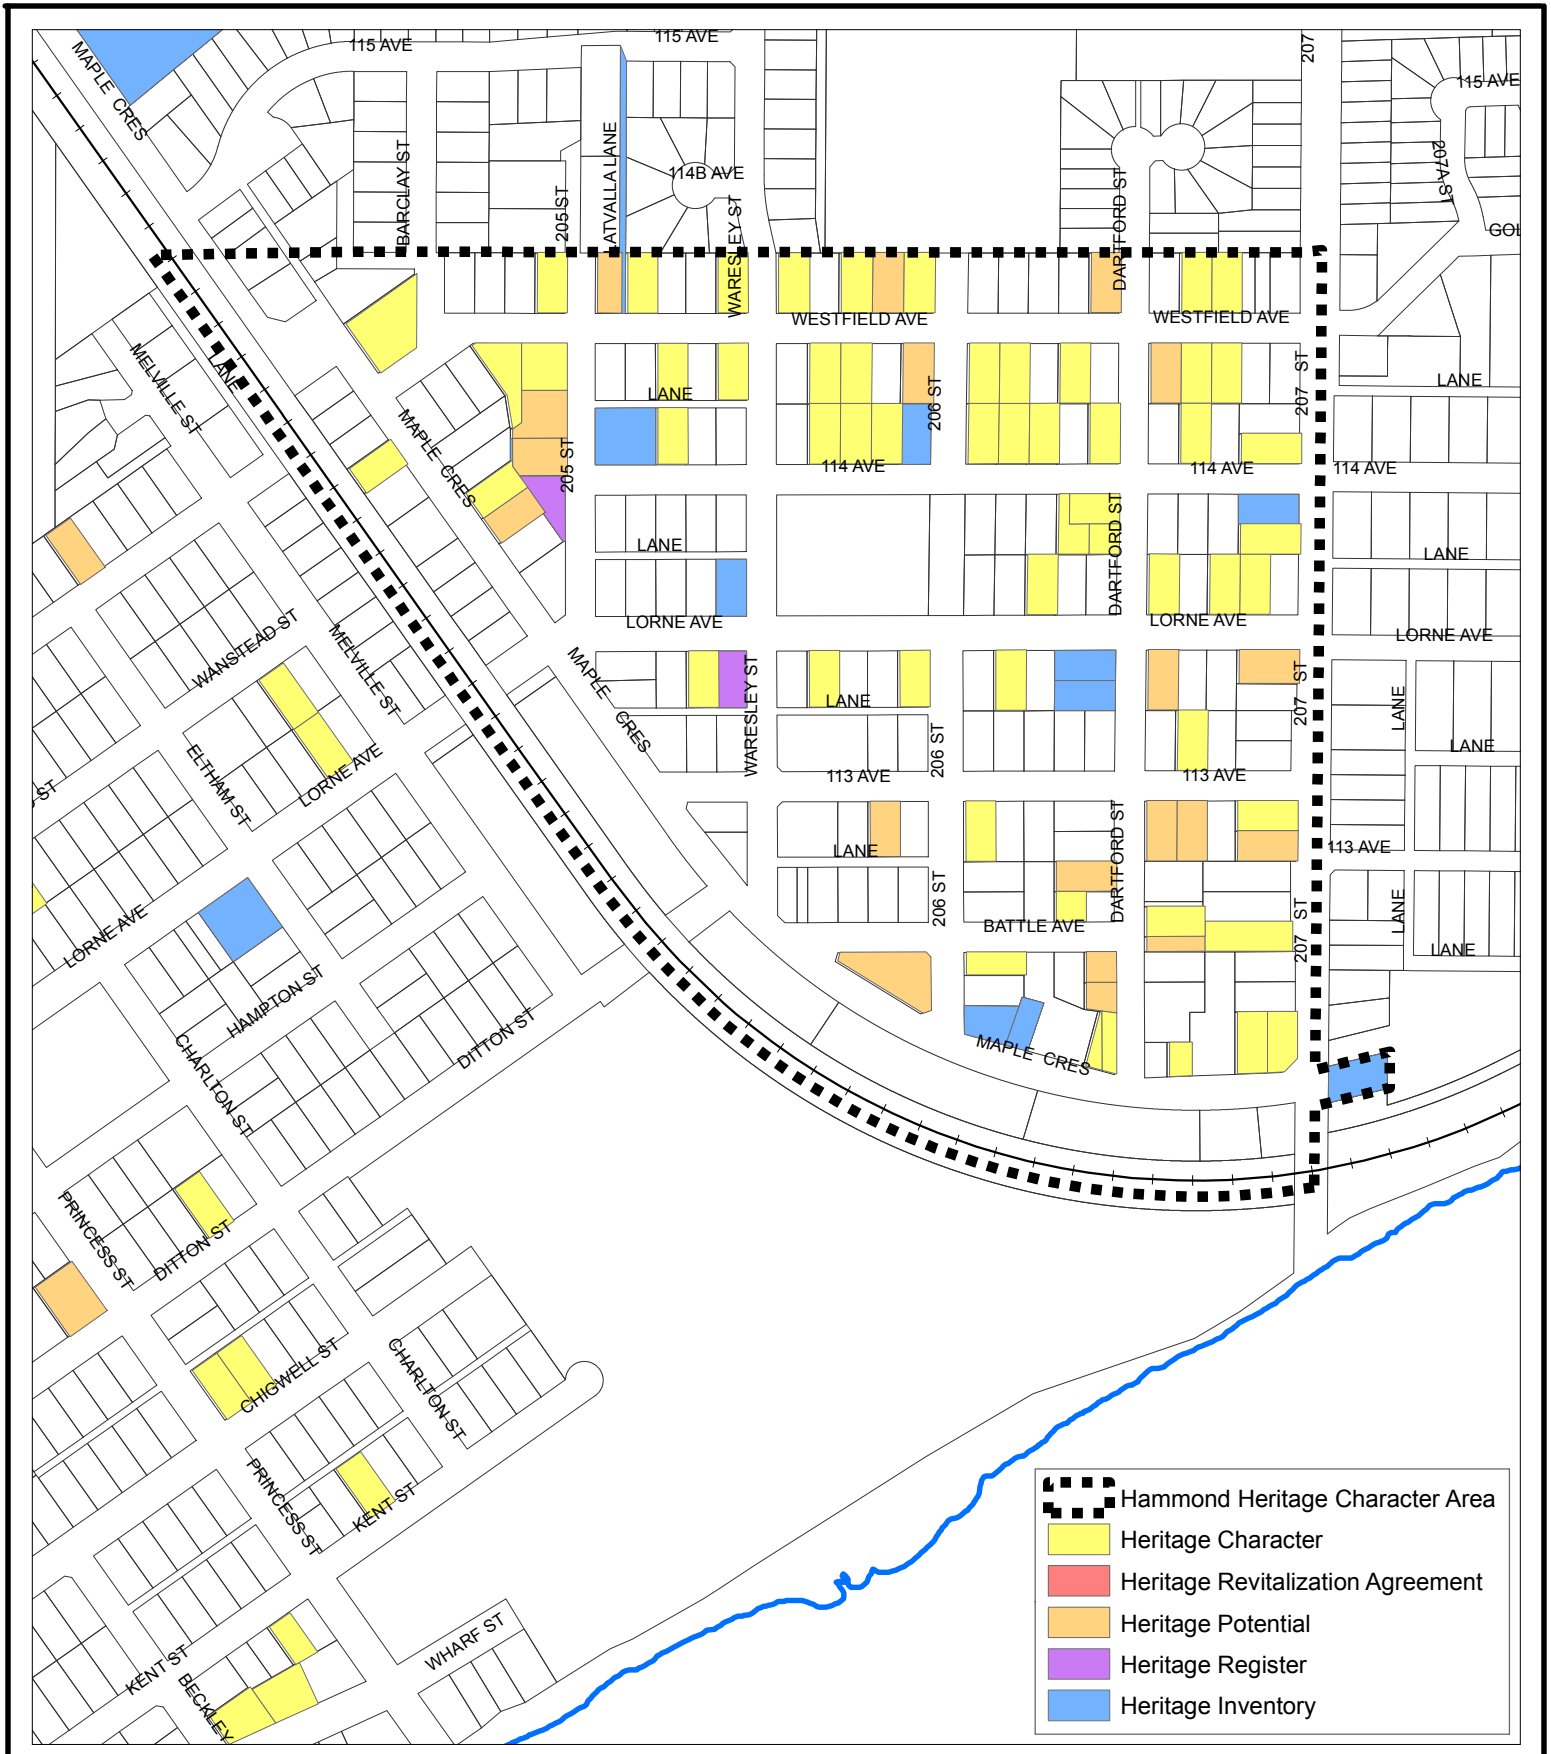 115 AVE
115 AVE
207
MAPLE CRES
115 AVE
BARCLAY ST
205 ST
ATVALLA LANE
114B AVE
WARESLEY ST
DARTFORD ST
207A ST
GOL
WESTFIELD AVE
WESTFIELD AVE
MELVILLE ST
LANE
LANE
206 ST
207 ST
LANE
MAPLE CRES
205 ST
114 AVE
114 AVE
114 AVE
LANE
DARTFORD ST
LANE
LORNE AVE
LORNE AVE
LORNE AVE
WANSTEAD ST
MELVILLE ST
MAPLE CRES
WARESLEY ST
LANE
206 ST
207 ST
LANE
LANE
113 AVE
113 AVE
ELTHAM ST
LORNE AVE
ST
LANE
DARTFORD ST
113 AVE
206 ST
BATTLE AVE
207 ST
LANE
LANE
LORNE AVE
HAMPTON ST
CHARLTON ST
DITTON ST
MAPLE CRES
PRINCESS ST
DITTON ST
CHIGWELL ST
CHARLTON ST
PRINCESS ST
KENT ST
KENT ST
BECKLEY
WHARF ST
Hammond Heritage Character Area
Heritage Character
Heritage Revitalization Agreement
Heritage Potential
Heritage Register
Heritage Inventory